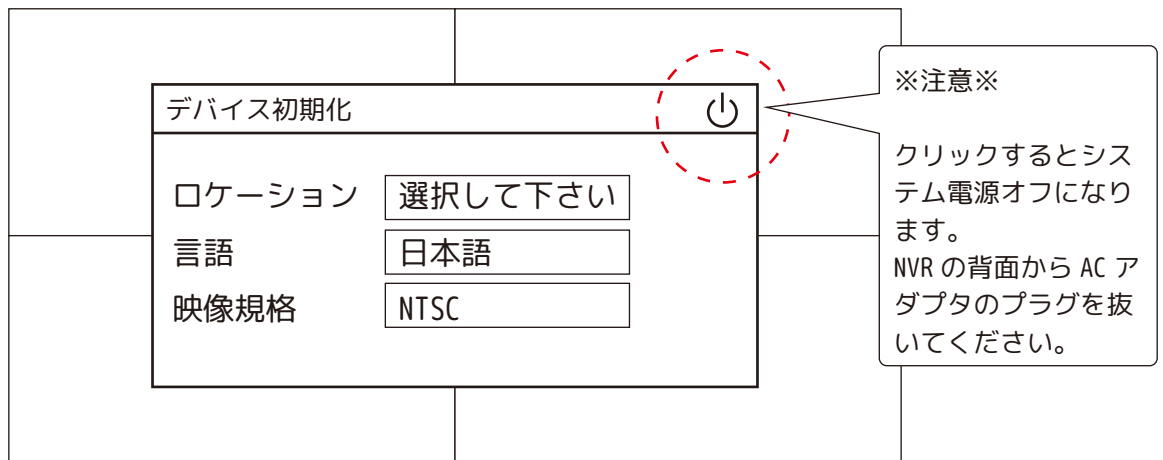 デバイス初期化
ロケーション 選択して下さい
言語 日本語
映像規格 NTSC
※注意※
クリックするとシス
テム電源オフになり
ます。
NVR の背面から AC ア
ダプタのプラグを抜
いてください。